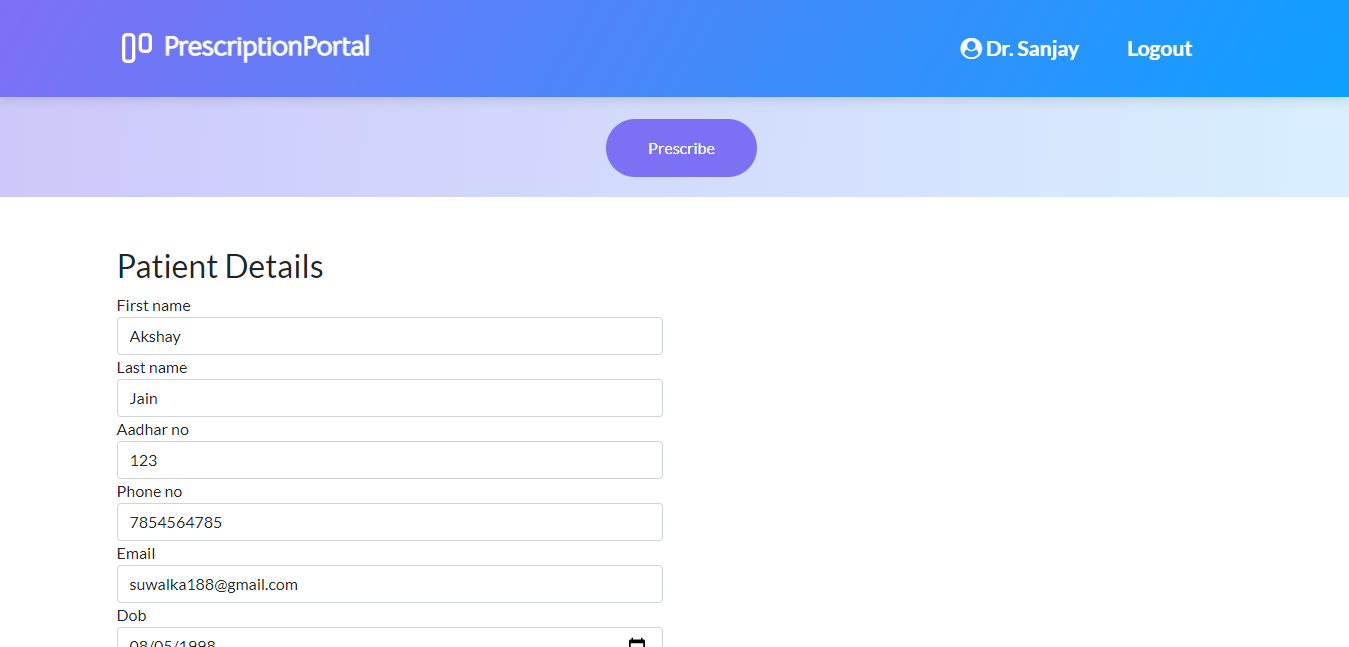 PrescriptionPortal
Dr. Sanjay Logout
Prescribe
Patient Details
First name
Akshay
Last name
Jain
Aadhar no
123
Phone no
7854564785
Email
suwalka188@gmail.com
Dob
08/05/1998